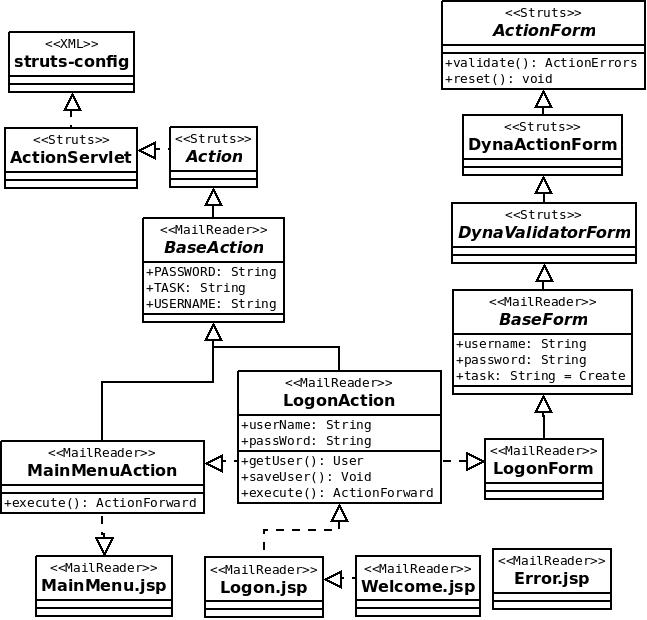 <<XML>>
struts-config
<<Struts>>
ActionForm
+validate(): ActionErrors
+reset(): void
<<Struts>>
ActionServlet
<<Struts>>
Action
<<Struts>>
DynaActionForm
<<MailReader>>
BaseAction
+PASSWORD: String
+TASK: String
+USERNAME: String
<<Struts>>
DynaValidatorForm
<<MailReader>>
BaseForm
+username: String
+password: String
+task: String = Create
<<MailReader>>
LogonAction
+userName: String
+passWord: String
+getUser(): User
+saveUser(): Void
+execute(): ActionForward
<<MailReader>>
MainMenuAction
+execute(): ActionForward
<<MailReader>>
LogonForm
<<MailReader>>
MainMenu.jsp
<<MailReader>>
Logon.jsp
<<MailReader>>
Welcome.jsp
<<MailReader>>
Error.jsp